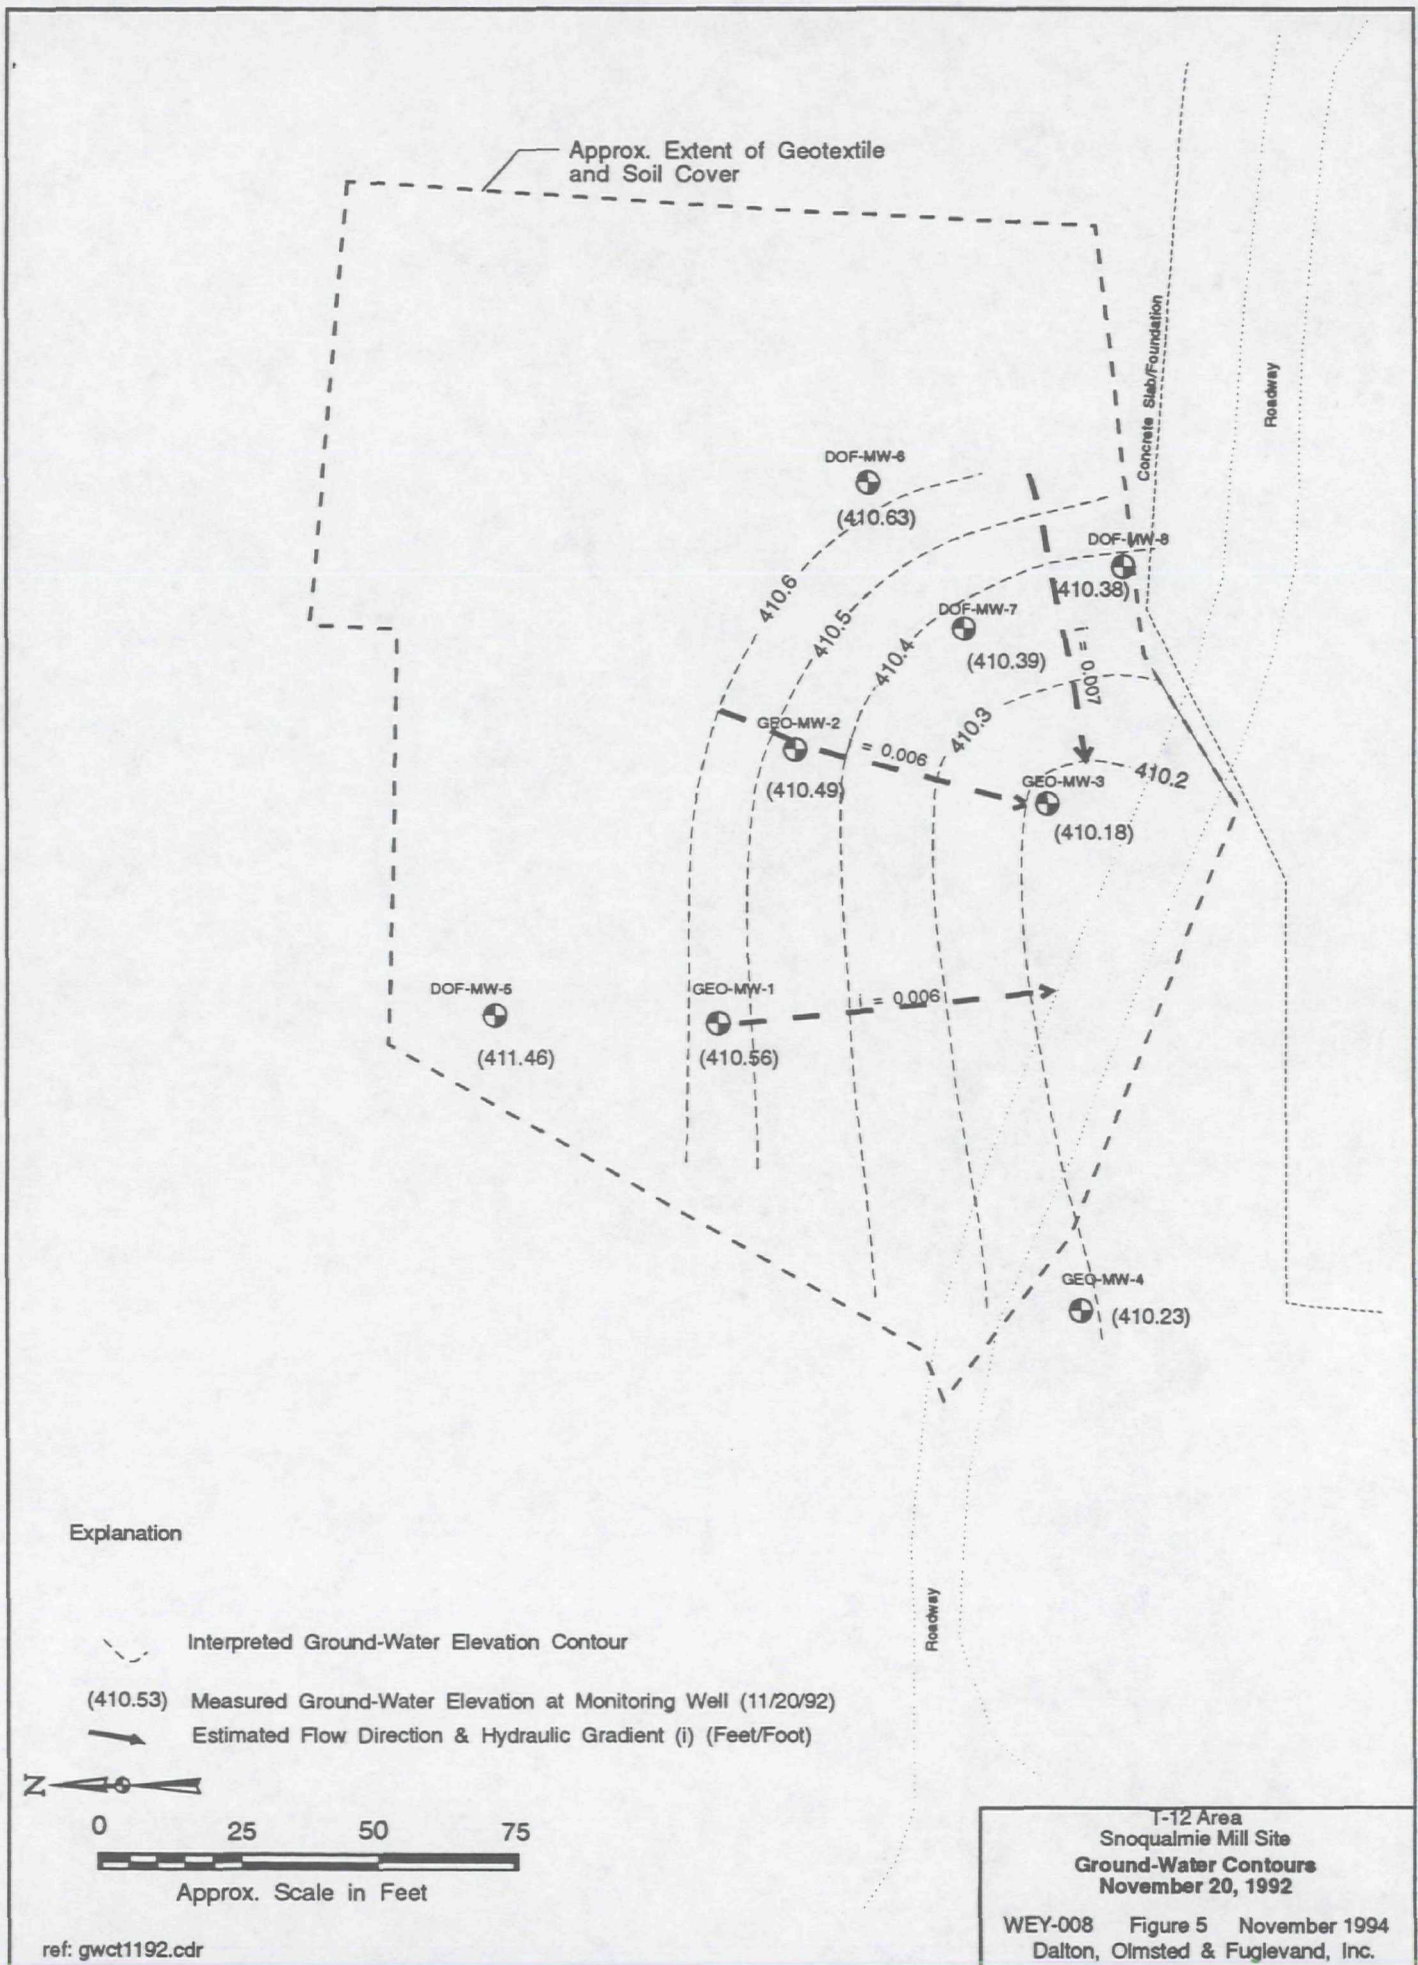 Approx. Extent of Geotextile
and Soil Cover
Concrete Slab/Foundation
Roadway
DOF-MW-6
(410.63)
DOF-MW-8
(410.38)
410.6
410.5
DOF-MW-7
410.4
(410.39)
i = 0.007
410.3
GEO-MW-2
= 0.006
(410.49)
410.2
GEO-MW-3
(410.18)
DOF-MW-5
(411.46)
GEO-MW-1
i = 0.006
(410.56)
GEO-MW-4
(410.23)
Roadway
Explanation
Interpreted Ground-Water Elevation Contour
(410.53) Measured Ground-Water Elevation at Monitoring Well (11/20/92)
Estimated Flow Direction & Hydraulic Gradient (i) (Feet/Foot)
N
0 25 50 75
Approx. Scale in Feet
ref: gwct1192.cdr
T-12 Area
Snoqualmie Mill Site
Ground-Water Contours
November 20, 1992
WEY-008 Figure 5 November 1994
Dalton, Olmsted & Fuglevand, Inc.